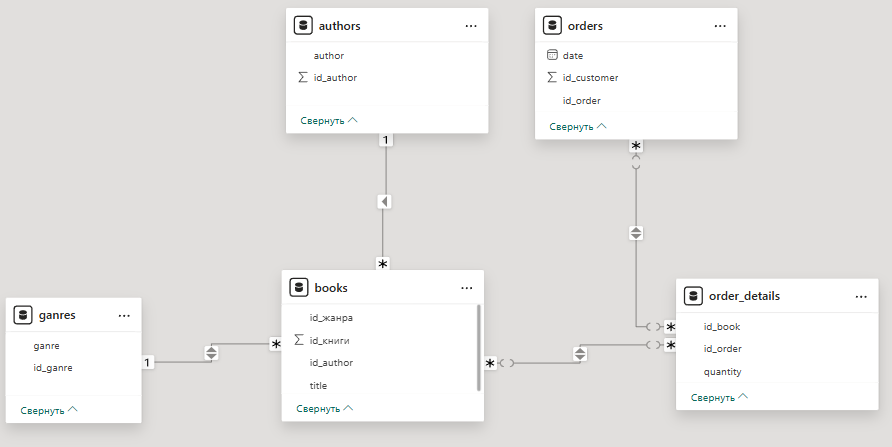 authors
author
id_author
Свернуть
orders
date
id_customer
id_order
Свернуть
1
*
*
ganres
ganre
id_ganre
Свернуть
1
*
books
id_жанра
id_книги
id_author
title
Свернуть
*
order_details
id_book
id_order
quantity
Свернуть
*
*